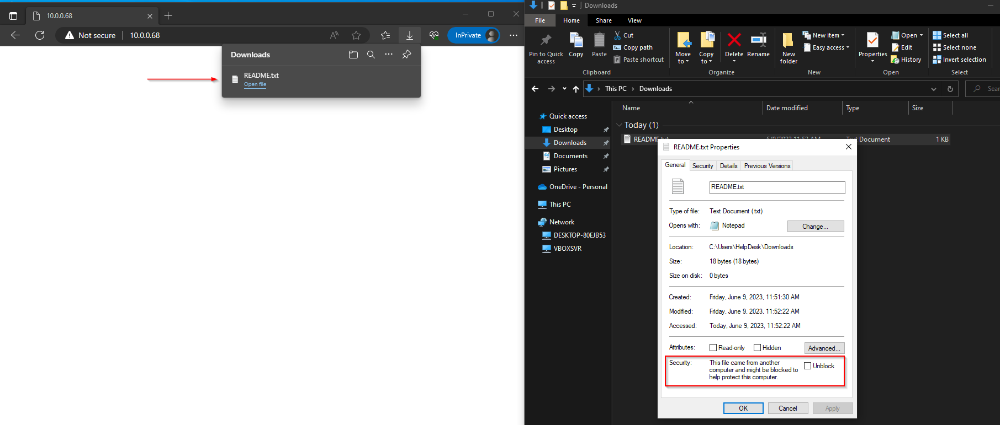 10.0.0.68
Not secure
10.0.0.68
InPrivate
Downloads
README.txt
Open file
Downloads
File
Home
Share
View
Pin to Quick access
Copy
Paste
Cut
Copy path
Paste shortcut
Clipboard
Move to
Copy to
Delete
Rename
Organize
New folder
New item
Easy access
New
Properties
Open
Edit
History
Open
Select all
Select none
Invert selection
Select
This PC
Downloads
Sear
Name
Date modified
Type
Size
Quick access
Desktop
Downloads
Documents
Pictures
OneDrive - Personal
This PC
Network
DESKTOP-80EJB53
VBOXSVR
Today (1)
Document
1 KB
README.txt Properties
General
Security
Details
Previous Versions
README.txt
Type of file: Text Document (.txt)
Opens with: Notepad
Change...
Location: C:\Users\HelpDesk\Downloads
Size: 18 bytes (18 bytes)
Size on disk: 0 bytes
Created: Friday, June 9, 2023, 11:51:30 AM
Modified: Friday, June 9, 2023, 11:52:22 AM
Accessed: Today, June 9, 2023, 11:52:22 AM
Attributes: Read-only Hidden
Advanced...
Security: This file came from another
computer and might be blocked to
help protect this computer.
Unblock
OK
Cancel
Apply